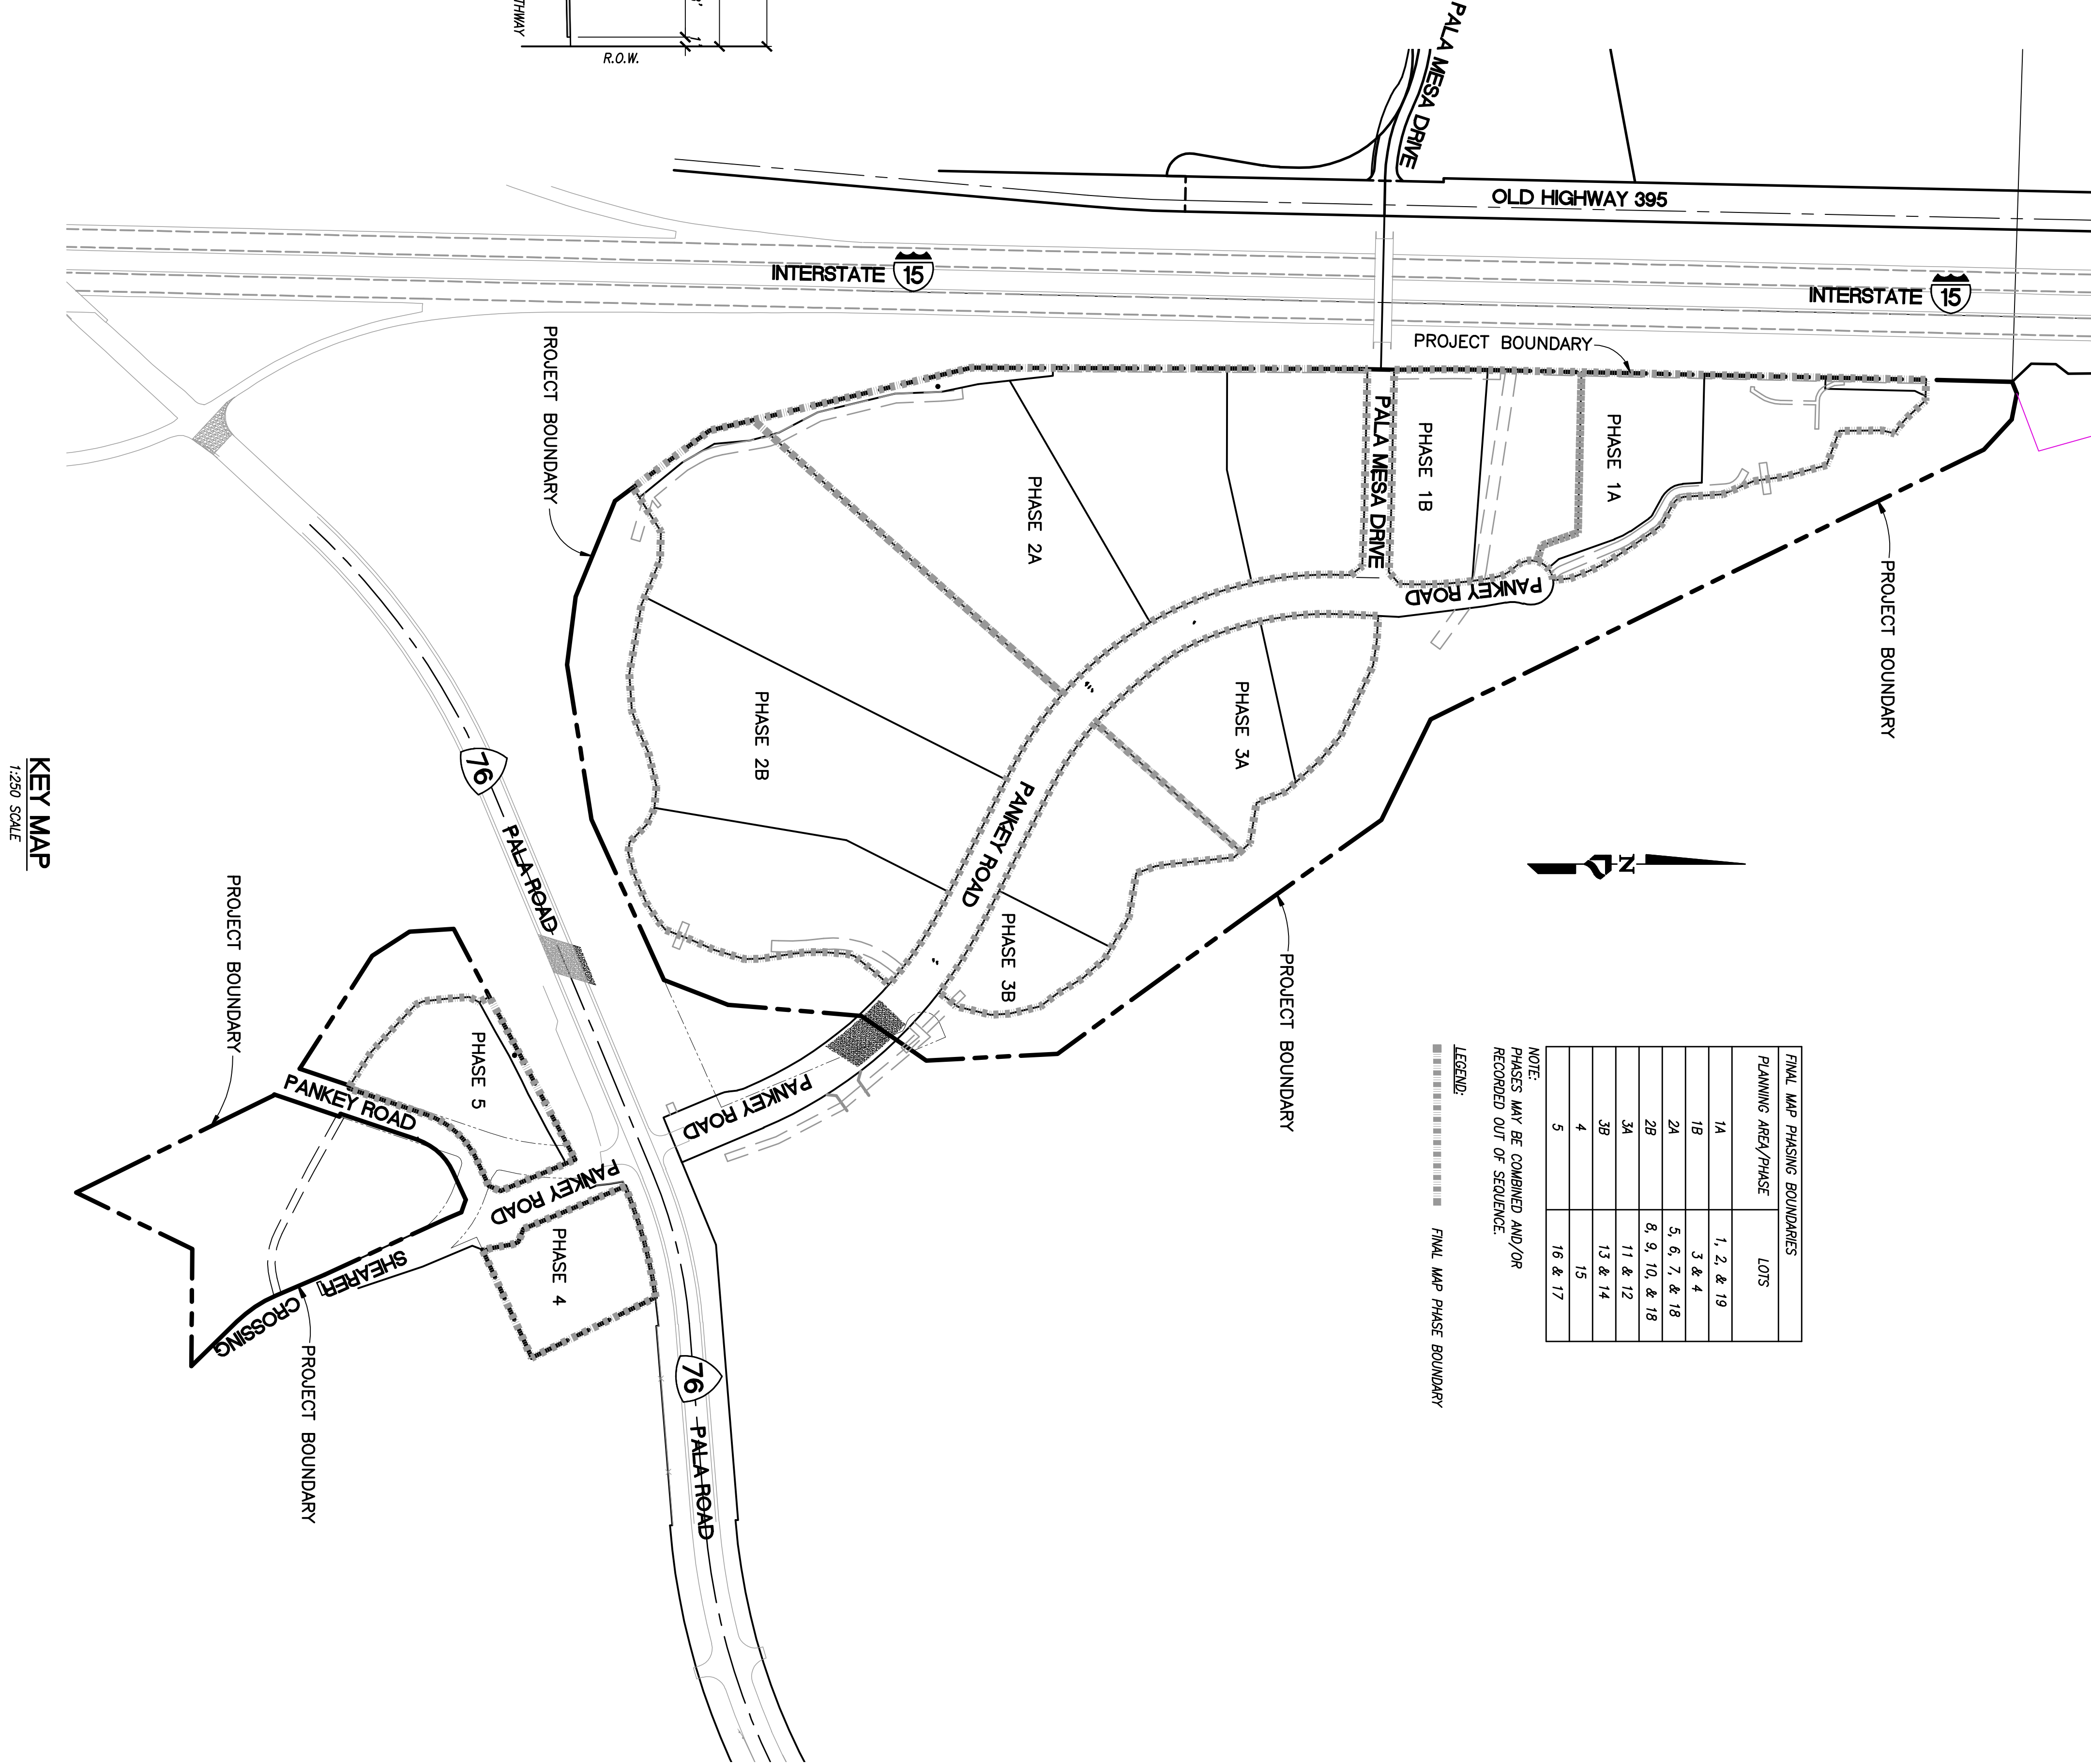 THWAY
R.O.W.
1'
PALA MESA DRIVE
OLD HIGHWAY 395
INTERSTATE 15
INTERSTATE 15
PROJECT BOUNDARY
PROJECT BOUNDARY
PROJECT BOUNDARY
PROJECT BOUNDARY
PHASE 1A
PHASE 1B
PALA MESA DRIVE
PANKEY ROAD
PHASE 2A
PHASE 2B
PHASE 3A
PHASE 3B
PANKEY ROAD
PANKEY ROAD
N
76
PALA ROAD
PROJECT BOUNDARY
PHASE 5
PANKEY ROAD
PANKEY ROAD
PHASE 4
SHEARER
CROSSING
PROJECT BOUNDARY
76
PALA ROAD
FINAL MAP PHASING BOUNDARIES
PLANNING AREA/PHASE LOTS
1A 1, 2, & 19
1B 3 & 4
2A 5, 6, 7, & 18
2B 8, 9, 10, & 18
3A 11 & 12
3B 13 & 14
4 15
5 16 & 17
NOTE:
PHASES MAY BE COMBINED AND/OR
RECORDED OUT OF SEQUENCE.
LEGEND:
FINAL MAP PHASE BOUNDARY
KEY MAP
1:250 SCALE